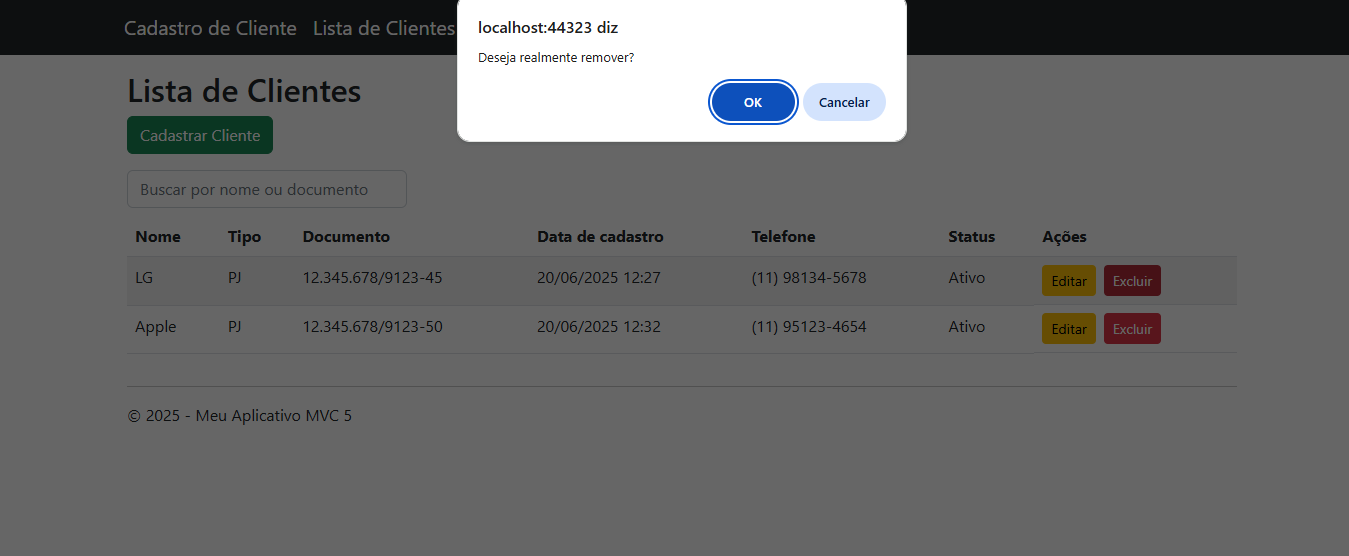 Cadastro de Cliente Lista de Clientes
localhost:44323 diz
Deseja realmente remover?
OK Cancelar
Lista de Clientes
Cadastrar Cliente
Buscar por nome ou documento
Nome Tipo Documento Data de cadastro Telefone Status Ações
LG PJ 12.345.678/9123-45 20/06/2025 12:27 (11) 98134-5678 Ativo Editar Excluir
Apple PJ 12.345.678/9123-50 20/06/2025 12:32 (11) 95123-4654 Ativo Editar Excluir
© 2025 - Meu Aplicativo MVC 5